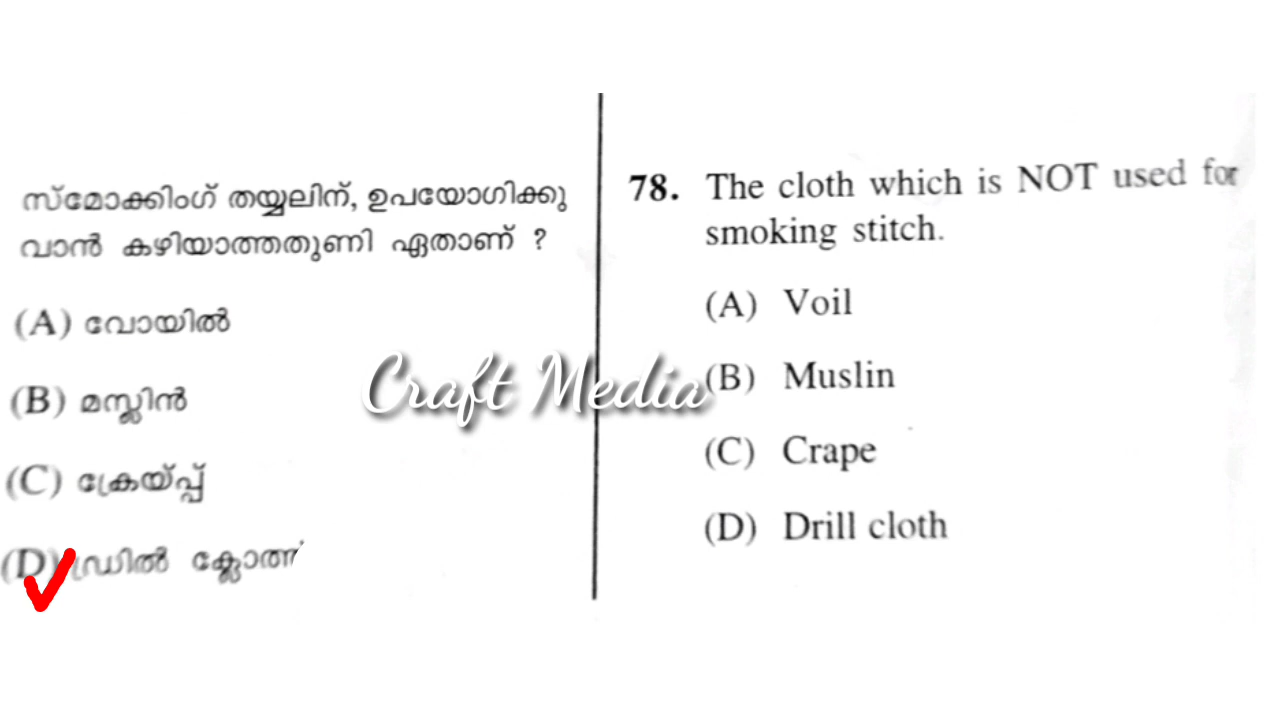 സ്മോക്കിംഗ് തയ്യലിന്, ഉപയോഗിക്കു
വാൻ കഴിയാത്തതുണി ഏതാണ് ?
(A) വോയിൽ
(B) മസ്ലിൻ
(C) ക്രേയ്പ്പ്
(D) ഡ്രിൽ ക്ലോത്ത്
Craft Media
78. The cloth which is NOT used for
smoking stitch.
(A) Voil
(B) Muslin
(C) Crape
(D) Drill cloth